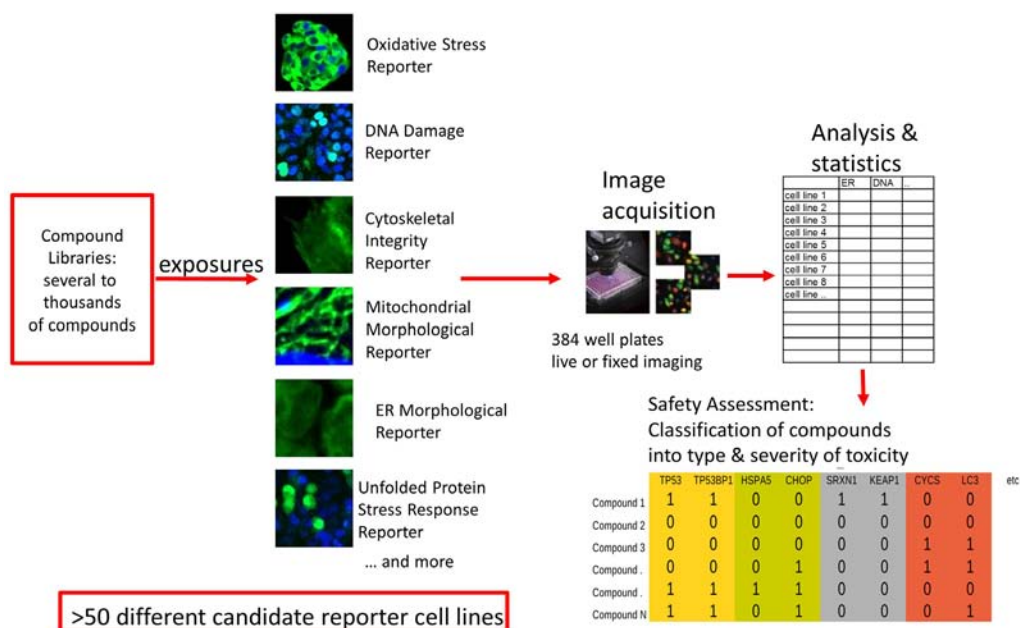 Compound
Libraries:
several to
thousands
of compounds
exposures
Oxidative Stress
Reporter
DNA Damage
Reporter
Cytoskeletal
Integrity
Reporter
Mitochondrial
Morphological
Reporter
ER Morphological
Reporter
Unfolded Protein
Stress Response
Reporter
... and more
>50 different candidate reporter cell lines
Image
acquisition
384 well plates
live or fixed imaging
Analysis &
statistics
ER DNA ..
cell line 1
cell line 2
cell line 3
cell line 4
cell line 5
cell line 6
cell line 7
cell line 8
cell line ..
Safety Assessment:
Classification of compounds
into type & severity of toxicity
TP53 TP53BP1 HSPA5 CHOP SRXN1 KEAP1 CYCS LC3 etc
Compound 1 1 1 0 0 1 1 0 0
Compound 2 0 0 0 0 0 0 0 0
Compound 3 0 0 0 0 0 0 1 1
Compound . 0 0 0 1 0 0 1 1
Compound . 1 1 1 1 0 0 0 0
Compound N 1 1 0 1 0 0 0 1